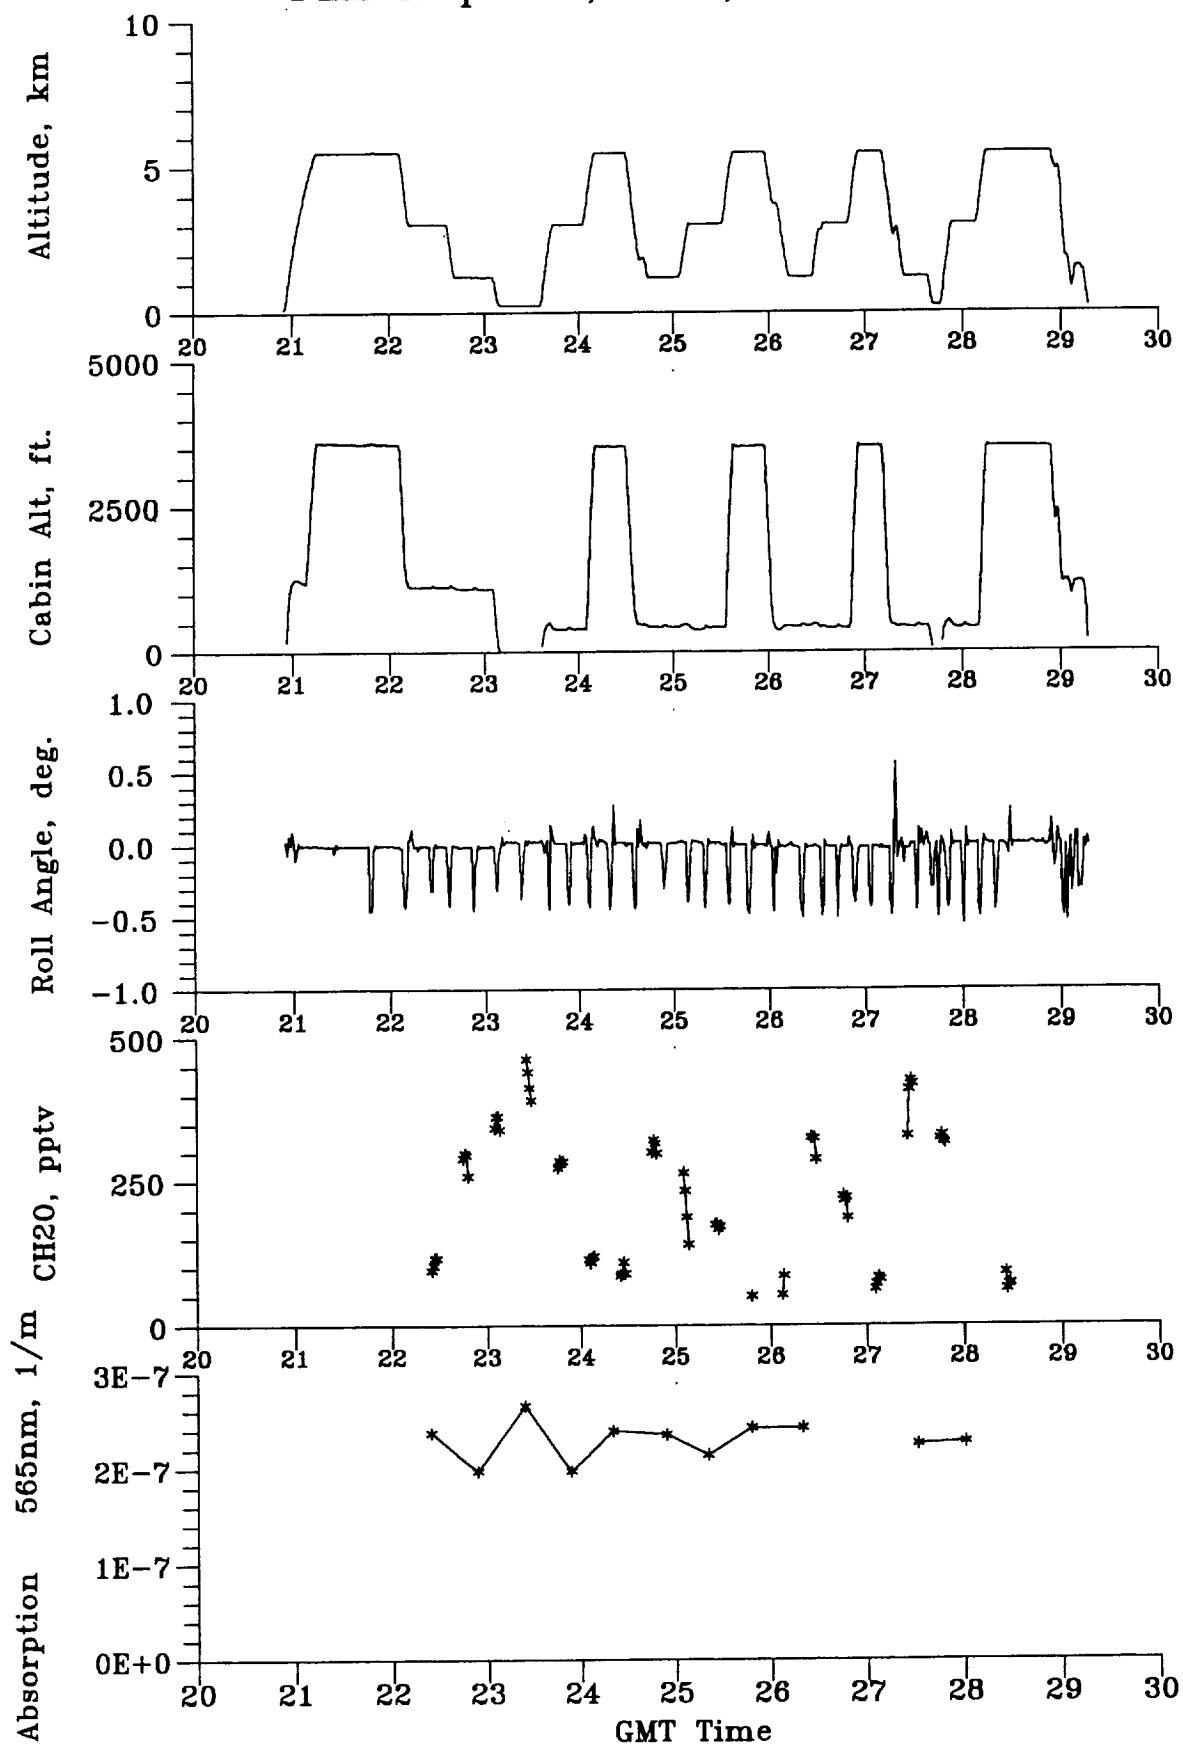 10
5
0
Altitude, km
20 21 22 23 24 25 26 27 28 29 30
5000
2500
0
Cabin Alt, ft.
20 21 22 23 24 25 26 27 28 29 30
1.0
0.5
0.0
−0.5
−1.0
Roll Angle, deg.
20 21 22 23 24 25 26 27 28 29 30
500
250
0
CH2O, pptv
20 21 22 23 24 25 26 27 28 29 30
3E-7
2E-7
1E-7
0E+0
Absorption 565nm, 1/m
20 21 22 23 24 25 26 27 28 29 30
GMT Time